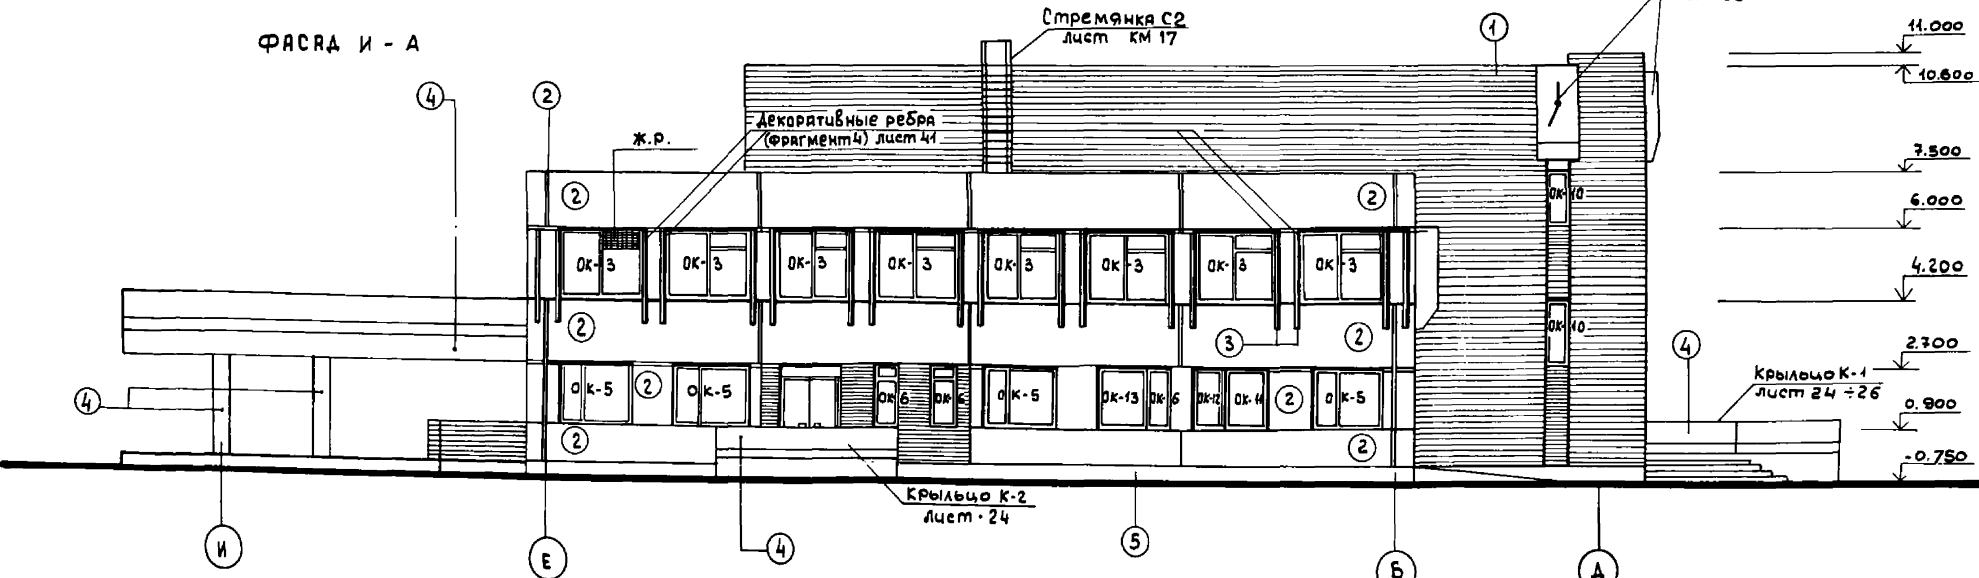 ФАСАД И - А
Стремянка С2
лист КМ 17
1
11.000
10.600
4
2
Декоративные ребра
(фрагмент 4) лист 41
ж.р.
7.500
2
2
ОК-10
6.000
ОК-3 ОК-3 ОК-3 ОК-3 ОК-3 ОК-3 ОК-3 ОК-3
4.200
2
3
2
ОК-10
4
2.700
Крыльцо К-1
лист 24÷26
4
ОК-5 2 ОК-5 ОК-6 ОК-6 ОК-5 ОК-13 ОК-6 ОК-12 ОК-11 2 ОК-5
0.900
2
4
2
-0.750
Крыльцо К-2
лист 24
И
Е
4
5
Б
А